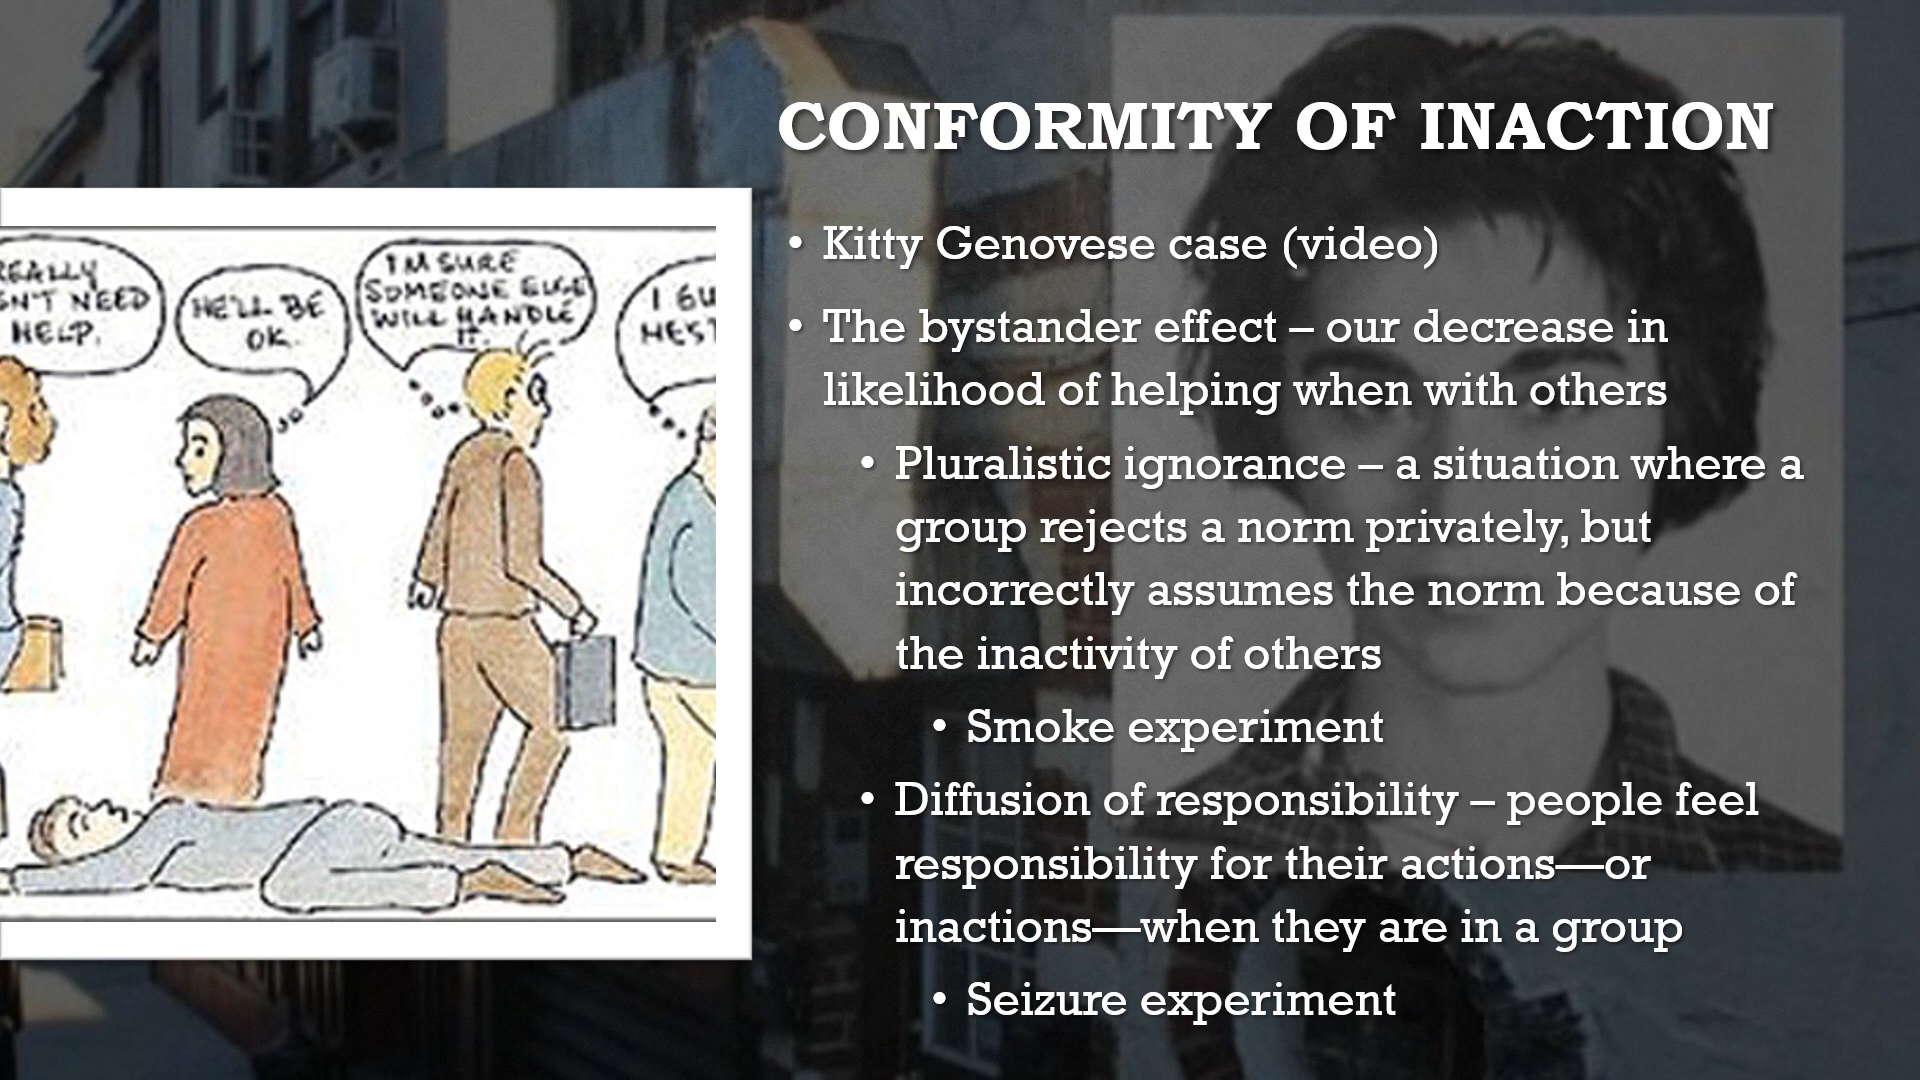 CONFORMITY OF INACTION
• Kitty Genovese case (video)
• The bystander effect – our decrease in
likelihood of helping when with others
• Pluralistic ignorance – a situation where a
group rejects a norm privately, but
incorrectly assumes the norm because of
the inactivity of others
• Smoke experiment
• Diffusion of responsibility – people feel
responsibility for their actions—or
inactions—when they are in a group
• Seizure experiment
REALLY
NEED
HELP.
HE'LL BE
OK.
I'M SURE
SOMEONE ELSE
WILL HANDLE
IT.
I